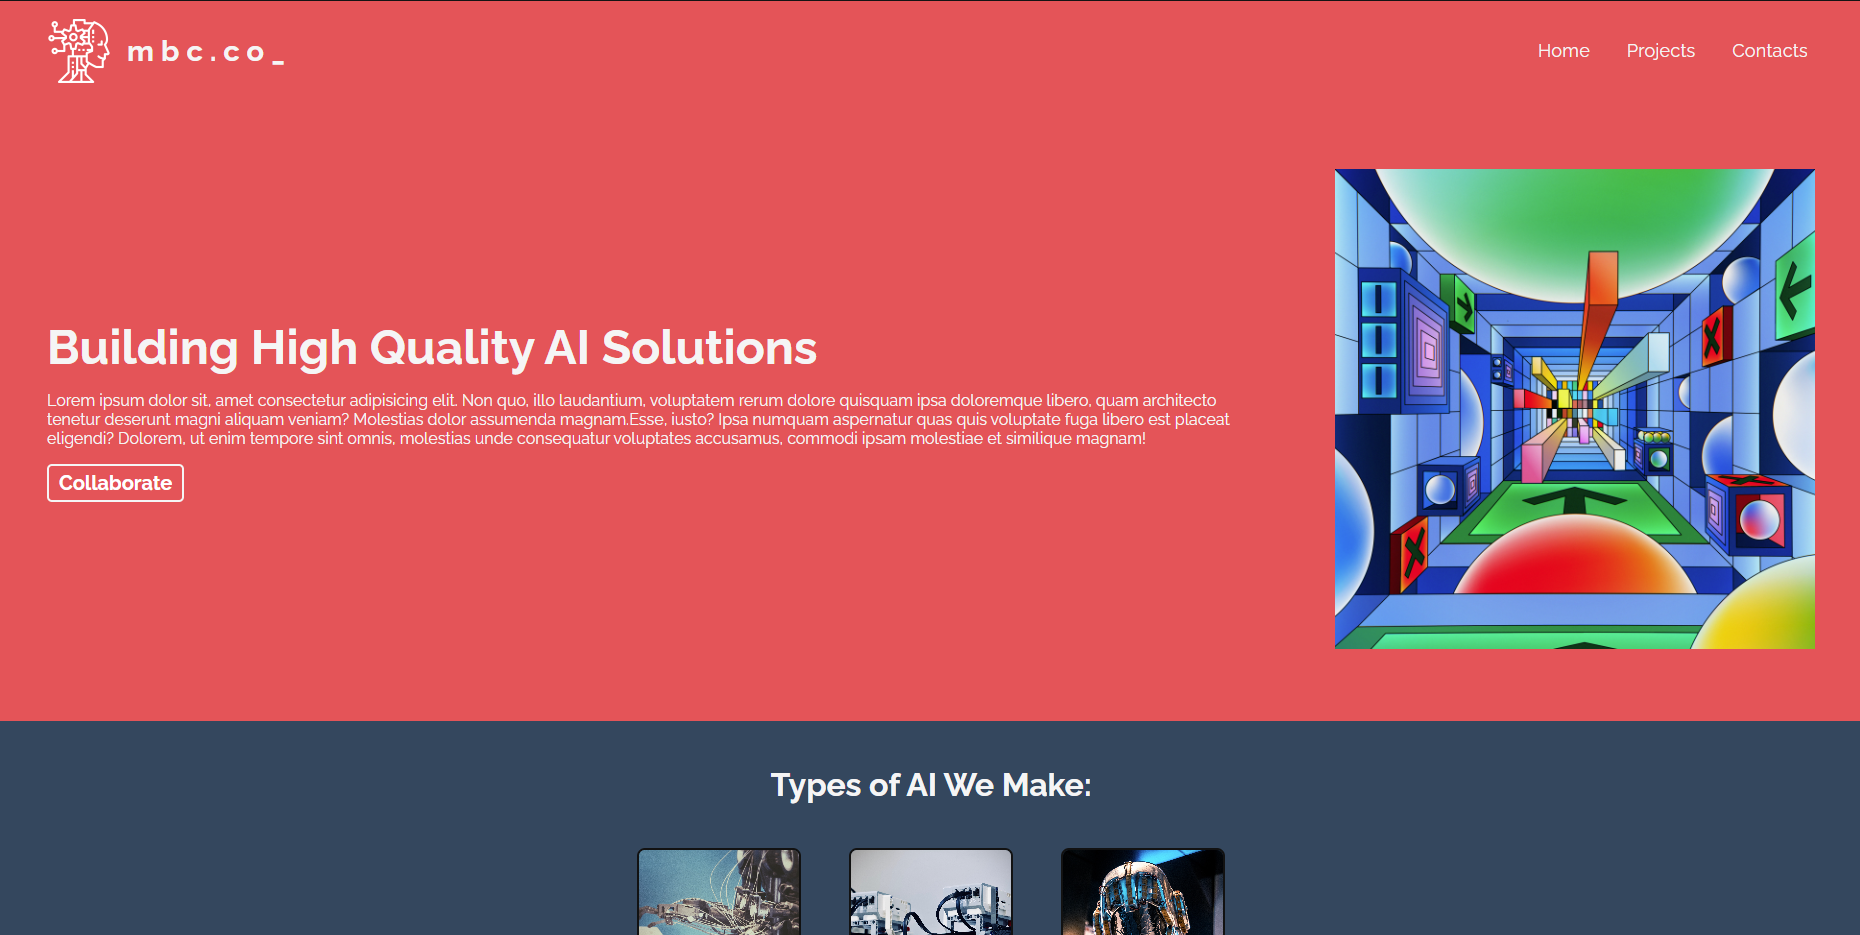 mbc.co_
Home
Projects
Contacts
Building High Quality AI Solutions
Lorem ipsum dolor sit, amet consectetur adipisicing elit. Non quo, illo laudantium, voluptatem rerum dolore quisquam ipsa doloremque libero, quam architecto
tenetur deserunt magni aliquam veniam? Molestias dolor assumenda magnam.Esse, iusto? Ipsa numquam aspernatur quas quis voluptate fuga libero est placeat
eligendi? Dolorem, ut enim tempore sint omnis, molestias unde consequatur voluptates accusamus, commodi ipsam molestiae et similique magnam!
Collaborate
Types of AI We Make: